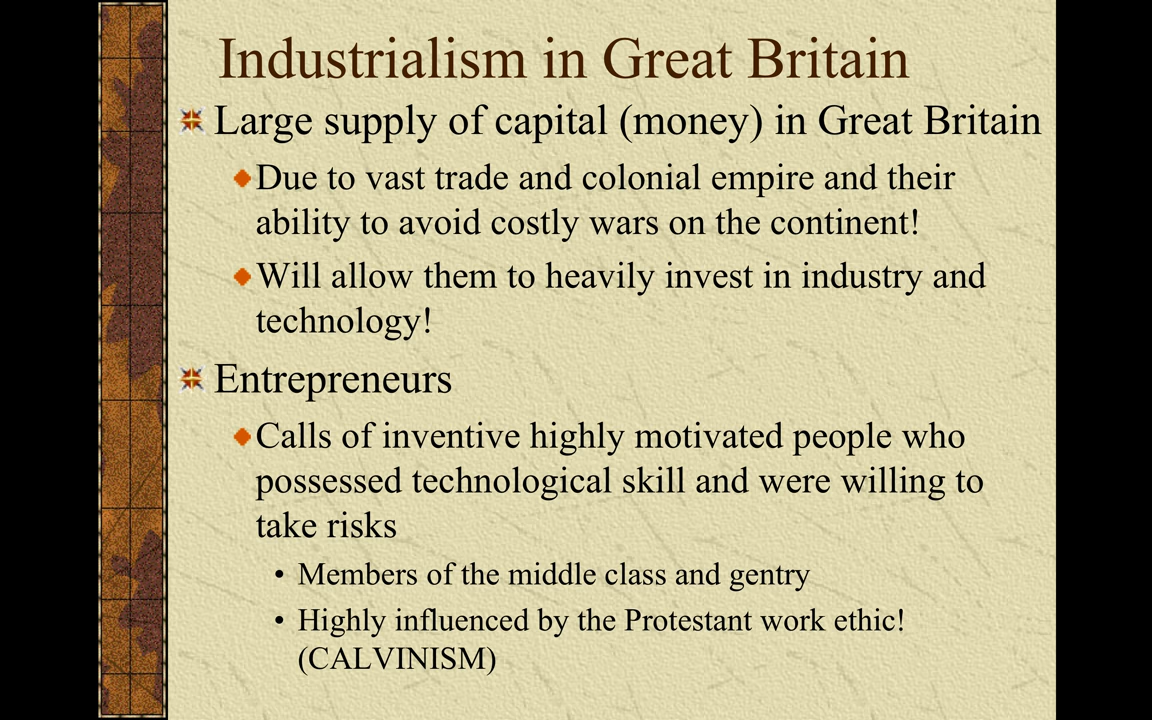 Industrialism in Great Britain
Large supply of capital (money) in Great Britain
Due to vast trade and colonial empire and their
ability to avoid costly wars on the continent!
Will allow them to heavily invest in industry and
technology!
Entrepreneurs
Calls of inventive highly motivated people who
possessed technological skill and were willing to
take risks
• Members of the middle class and gentry
• Highly influenced by the Protestant work ethic!
(CALVINISM)